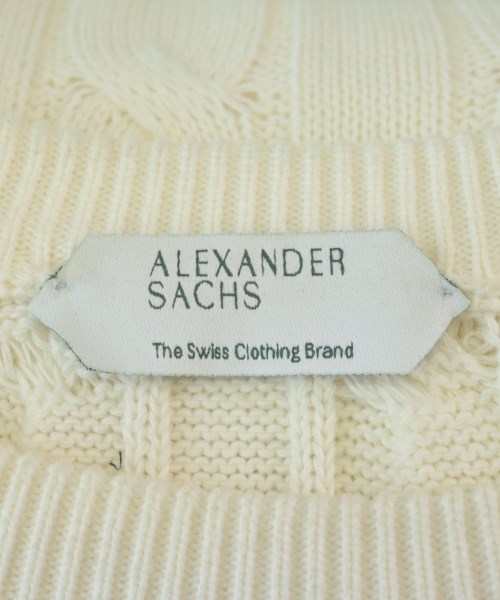 ALEXANDER
SACHS
The Swiss Clothing Brand